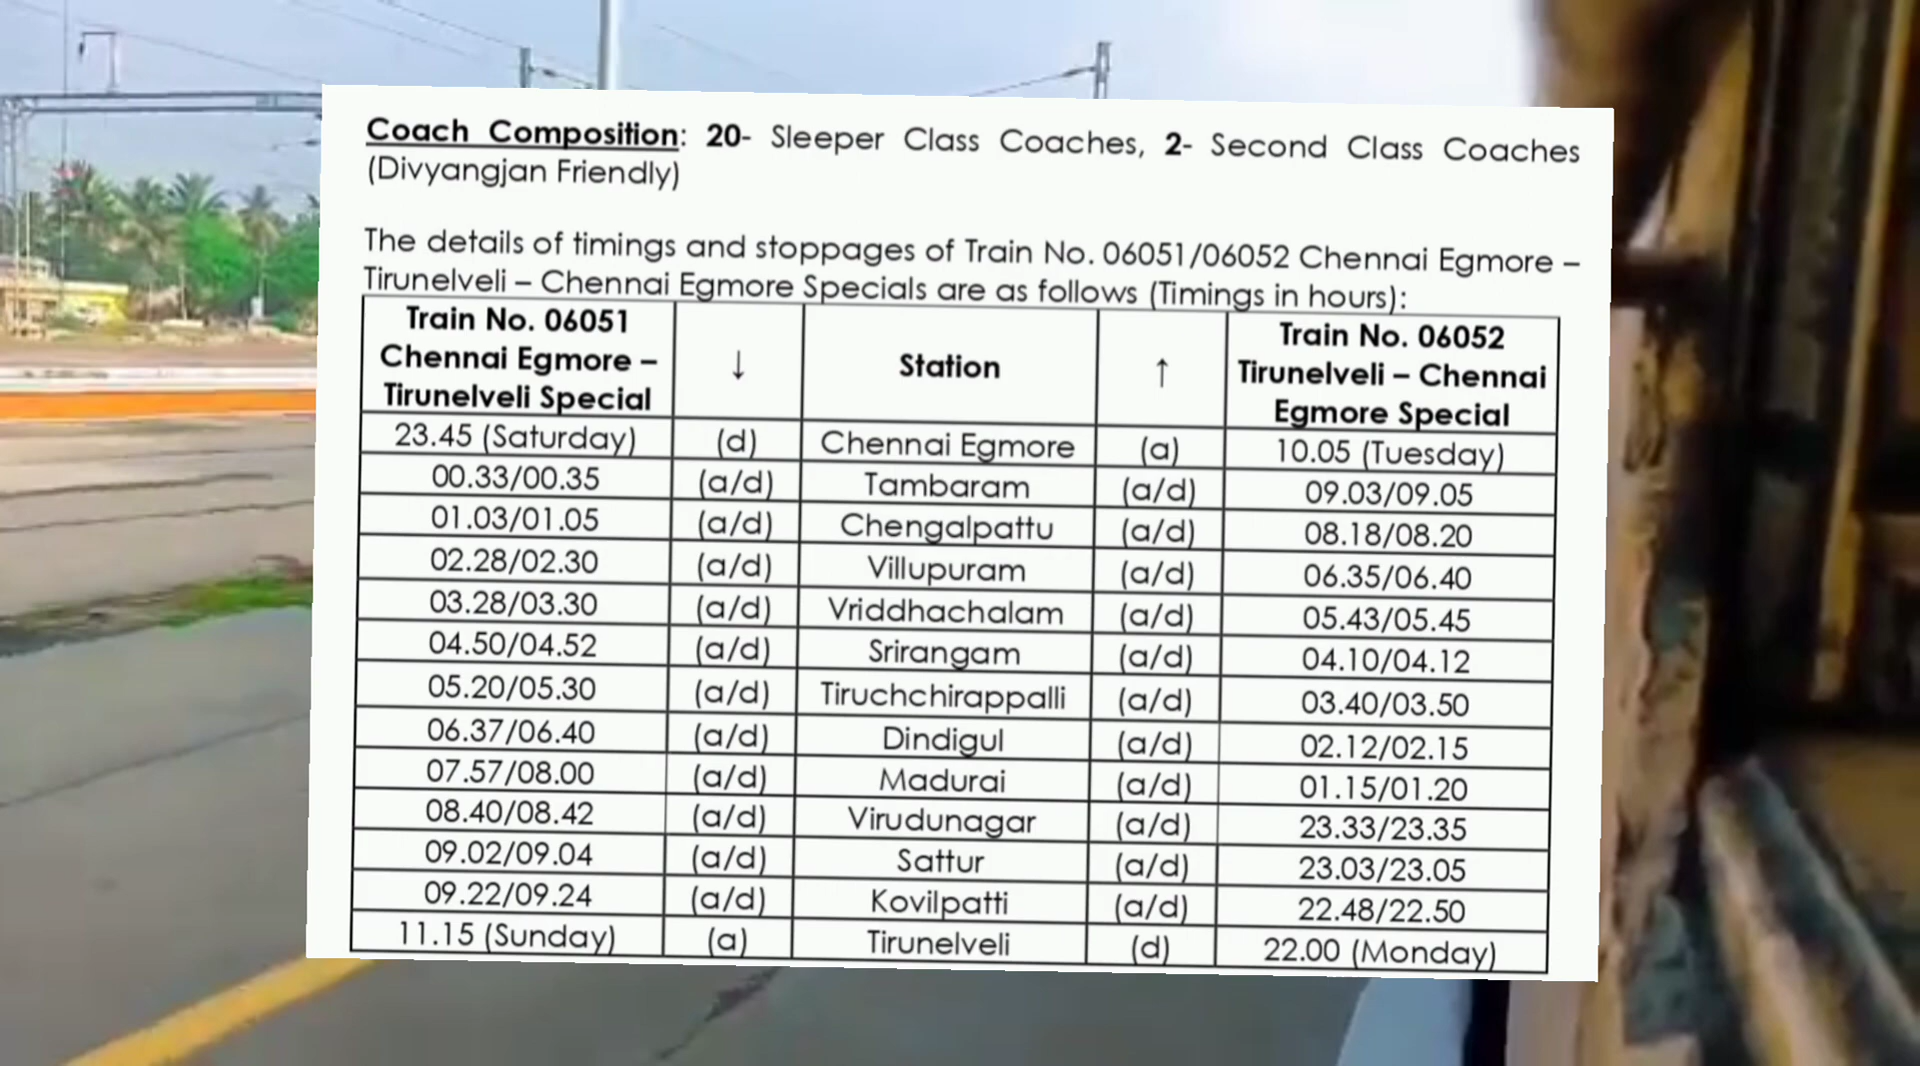 Coach Composition: 20- Sleeper Class Coaches, 2- Second Class Coaches
(Divyangjan Friendly)
The details of timings and stoppages of Train No. 06051/06052 Chennai Egmore –
Tirunelveli – Chennai Egmore Specials are as follows (Timings in hours):
Train No. 06051 Chennai Egmore – Tirunelveli Special ↓ Station ↑ Train No. 06052 Tirunelveli – Chennai Egmore Special
23.45 (Saturday) (d) Chennai Egmore (a) 10.05 (Tuesday)
00.33/00.35 (a/d) Tambaram (a/d) 09.03/09.05
01.03/01.05 (a/d) Chengalpattu (a/d) 08.18/08.20
02.28/02.30 (a/d) Villupuram (a/d) 06.35/06.40
03.28/03.30 (a/d) Vriddhachalam (a/d) 05.43/05.45
04.50/04.52 (a/d) Srirangam (a/d) 04.10/04.12
05.20/05.30 (a/d) Tiruchchirappalli (a/d) 03.40/03.50
06.37/06.40 (a/d) Dindigul (a/d) 02.12/02.15
07.57/08.00 (a/d) Madurai (a/d) 01.15/01.20
08.40/08.42 (a/d) Virudunagar (a/d) 23.33/23.35
09.02/09.04 (a/d) Sattur (a/d) 23.03/23.05
09.22/09.24 (a/d) Kovilpatti (a/d) 22.48/22.50
11.15 (Sunday) (a) Tirunelveli (d) 22.00 (Monday)